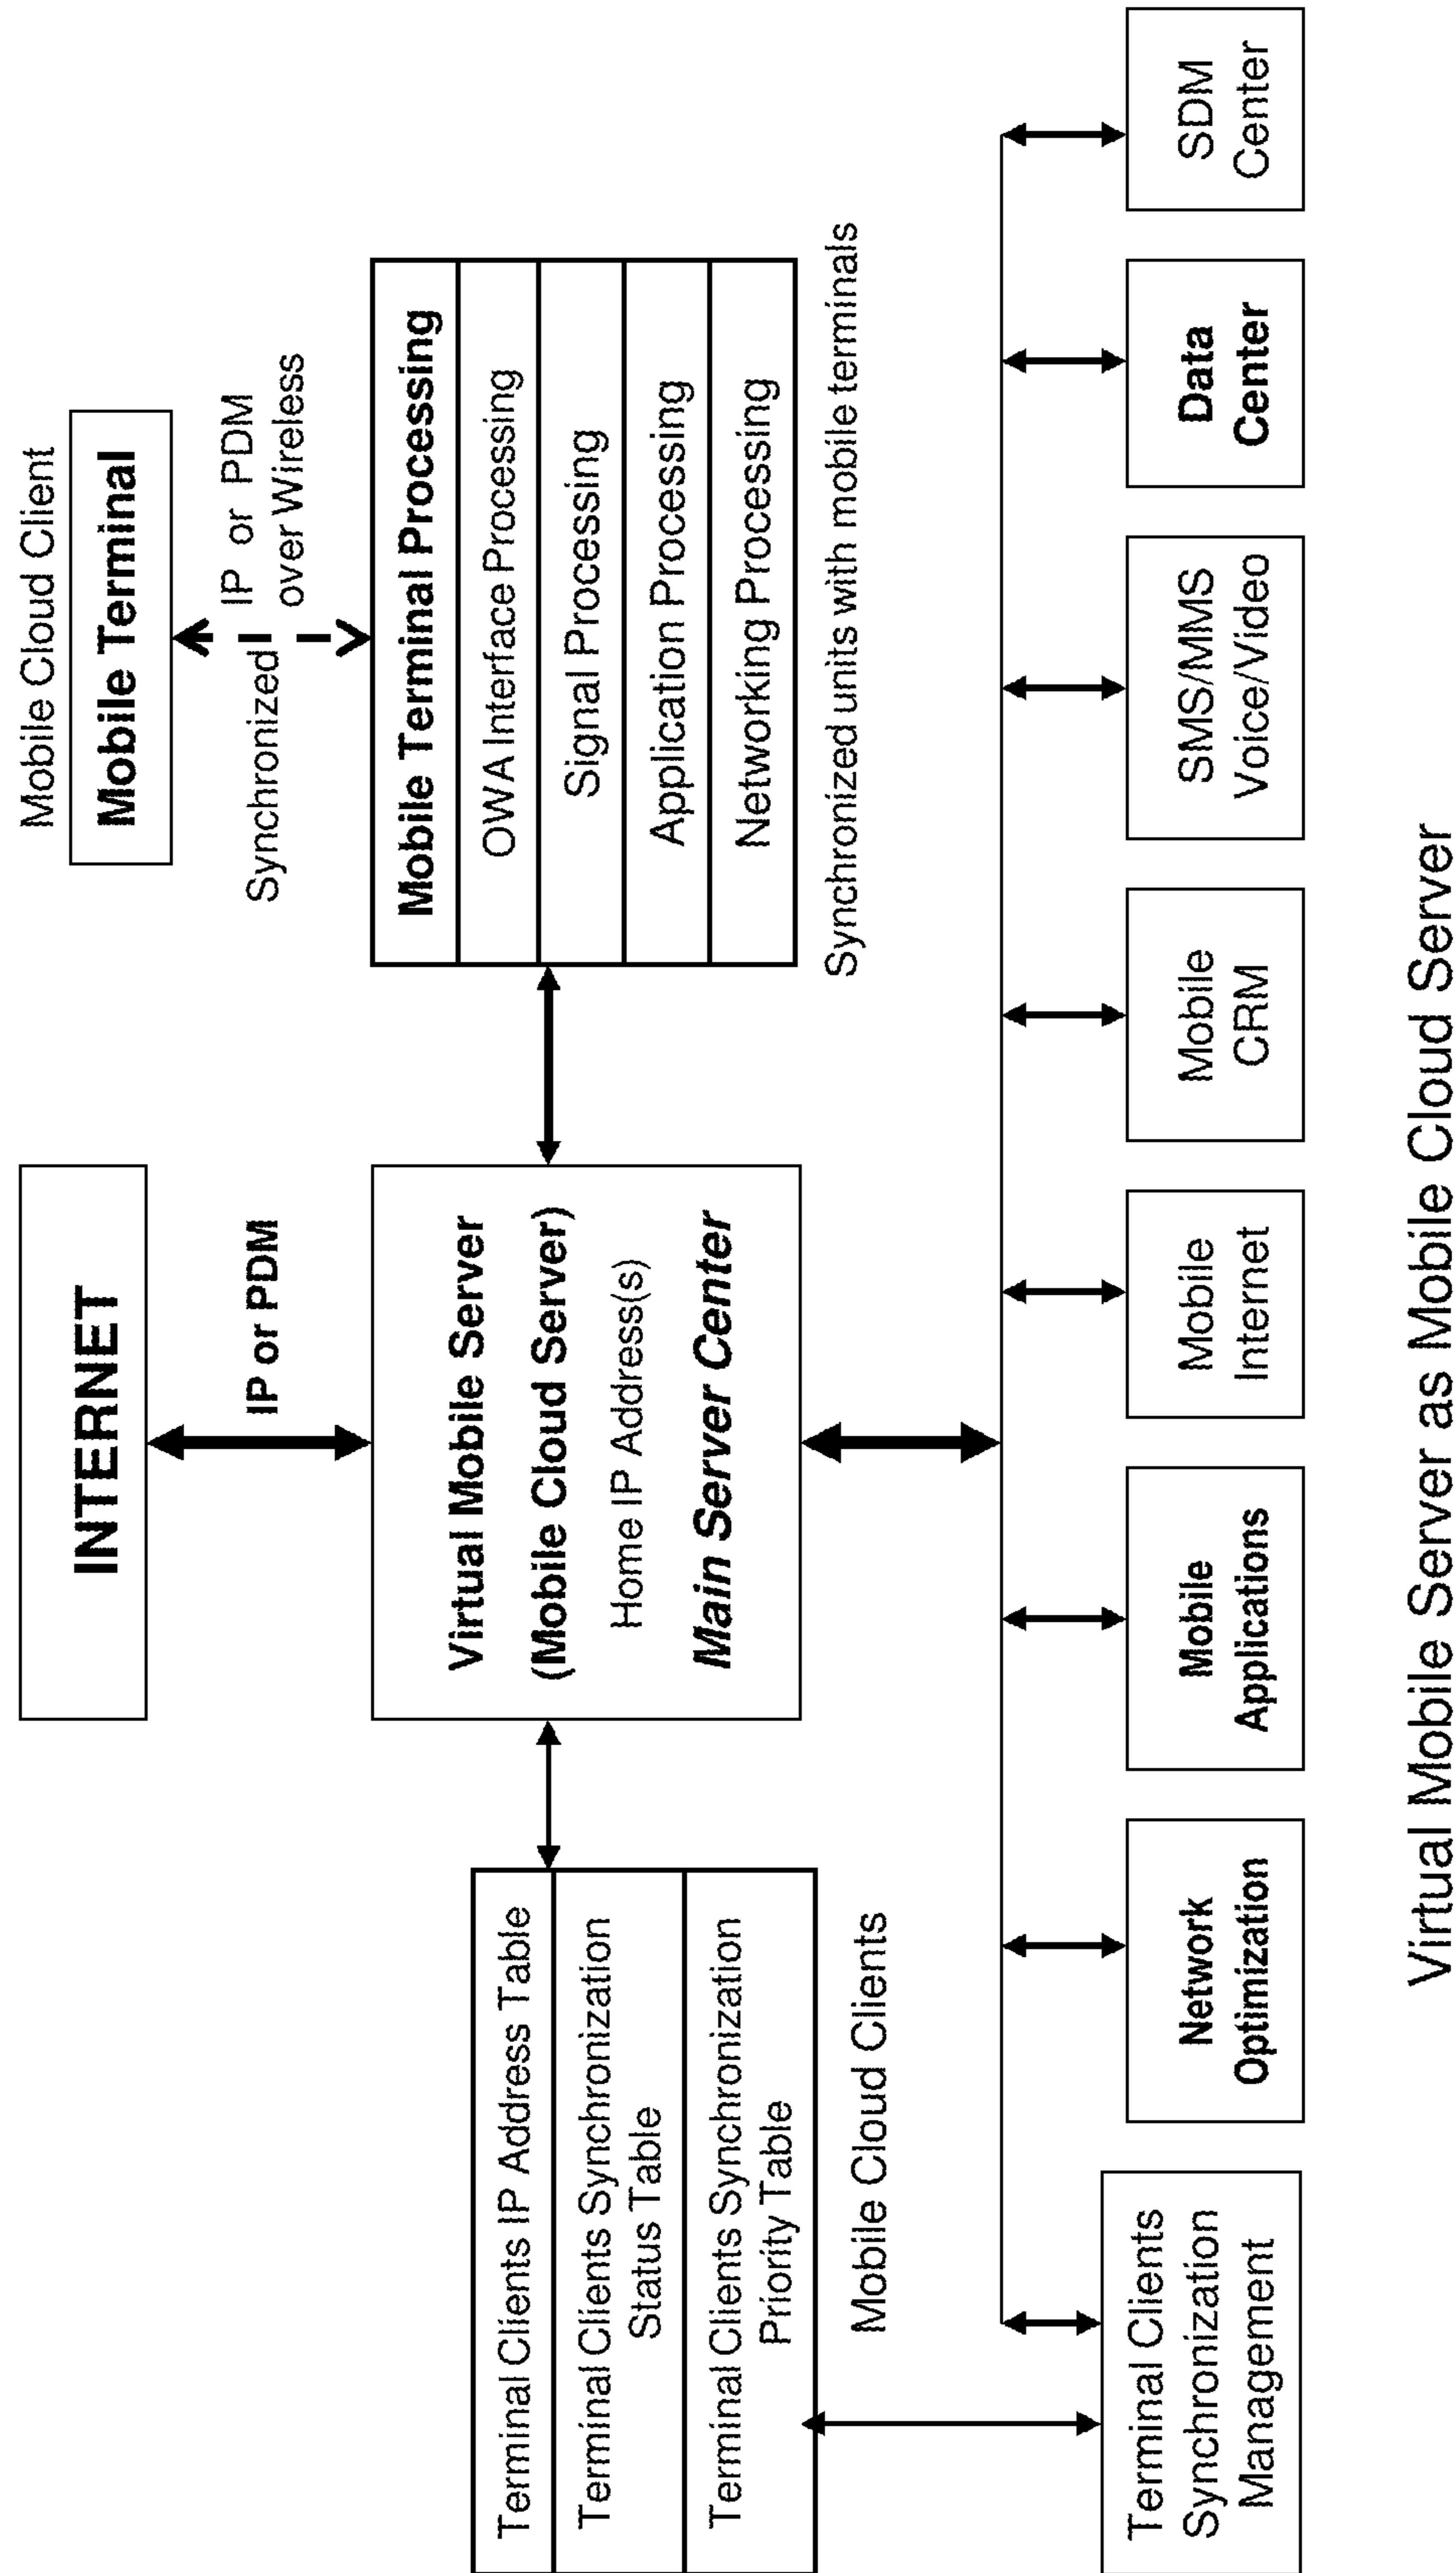 Mobile Cloud Client
INTERNET
Mobile Terminal
IP or PDM
Synchronized
IP or PDM
over Wireless
Terminal Clients IP Address Table
Terminal Clients Synchronization
Status Table
Terminal Clients Synchronization
Priority Table
Mobile Cloud Clients
Virtual Mobile Server
(Mobile Cloud Server)
Home IP Address(s)
Main Server Center
Mobile Terminal Processing
OWA Interface Processing
Signal Processing
Application Processing
Networking Processing
Synchronized units with mobile terminals
Terminal Clients
Synchronization
Management
Network
Optimization
Mobile
Applications
Mobile
Internet
Mobile
CRM
SMS/MMS
Voice/Video
Data
Center
SDM
Center
Virtual Mobile Server as Mobile Cloud Server